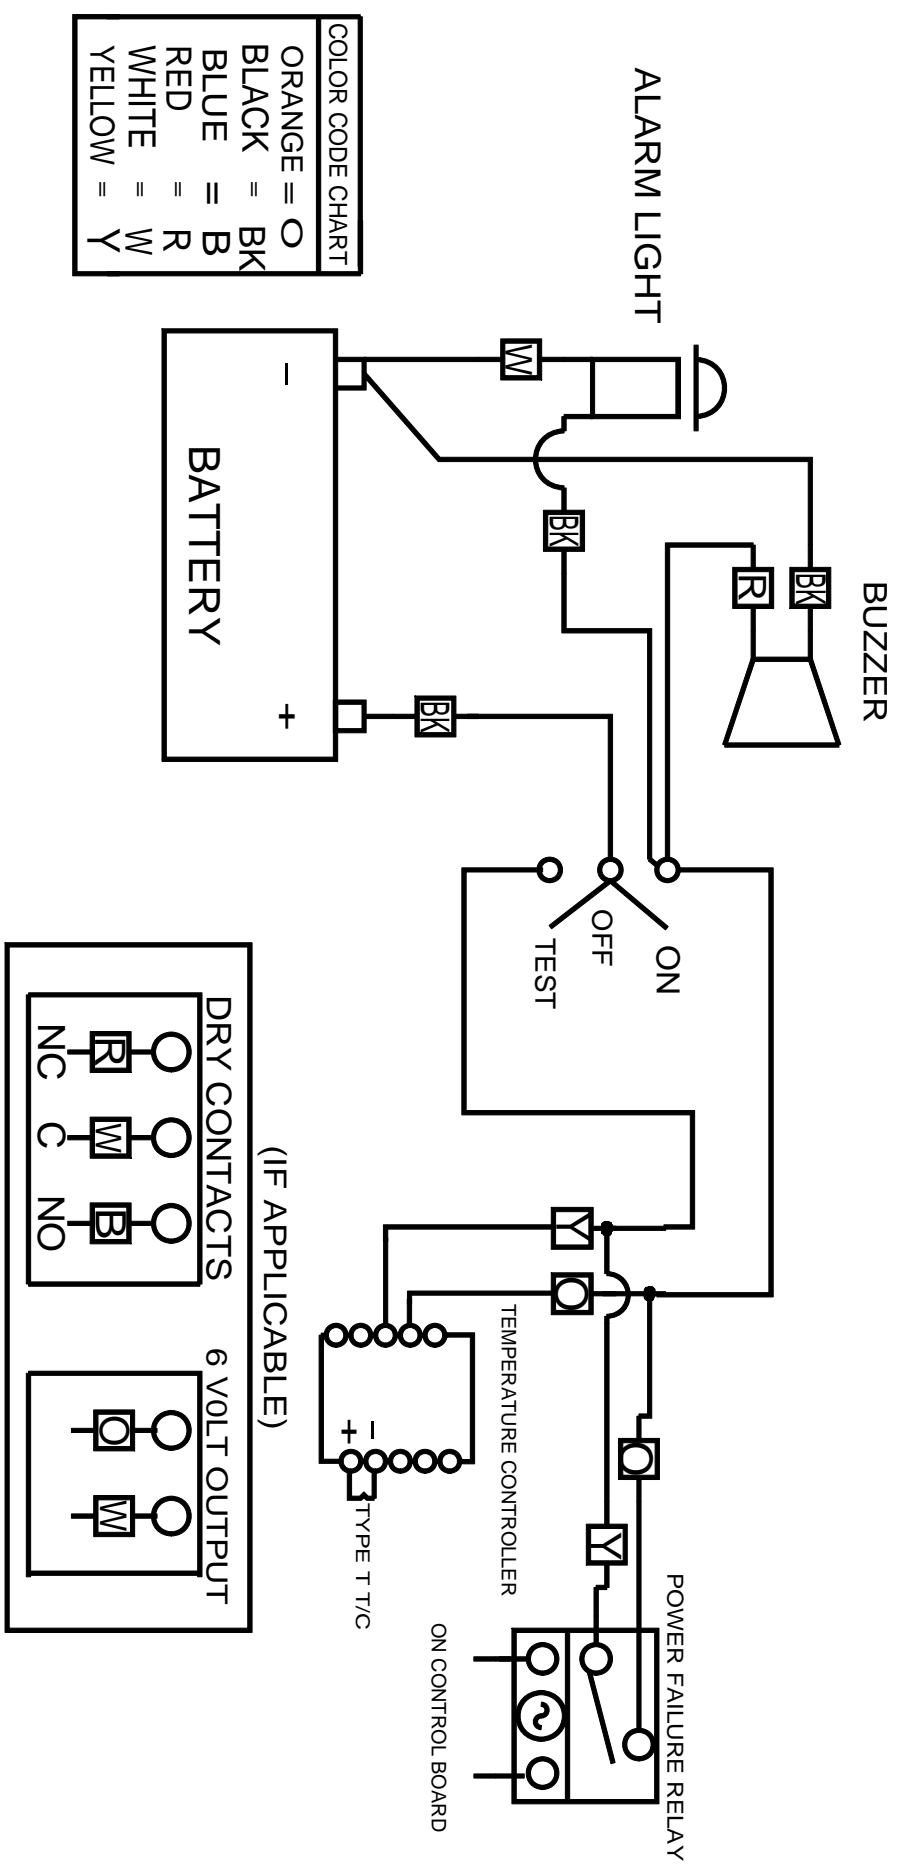 COLOR CODE CHART
ORANGE = O
BLACK = BK
BLUE = B
RED = R
WHITE = W
YELLOW = Y
ALARM LIGHT
BUZZER
W
BK
R
BK
BK
−
+
BATTERY
ON
OFF
TEST
Y
O
TEMPERATURE CONTROLLER
−
+
TYPE T T/C
O
Y
POWER FAILURE RELAY
~
ON CONTROL BOARD
(IF APPLICABLE)
DRY CONTACTS
R
W
B
NC
C
NO
6 VOLT OUTPUT
O
W